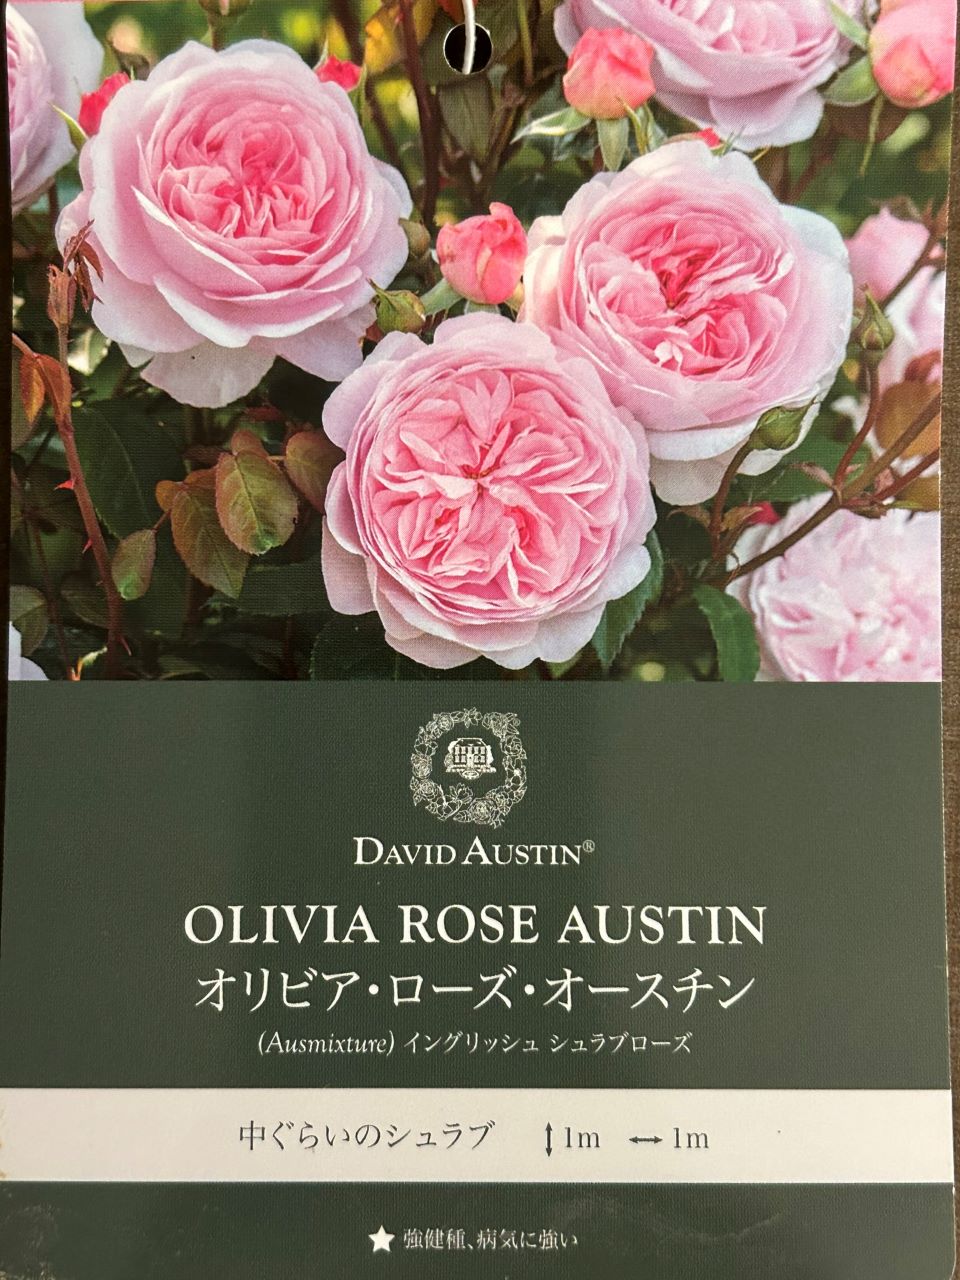 DAVID AUSTIN®
OLIVIA ROSE AUSTIN
オリビア・ローズ・オースチン
(Ausmixture) イングリッシュ シュラブローズ
中ぐらいのシュラブ ↕ 1m ↔ 1m
★ 強健種、病気に強い